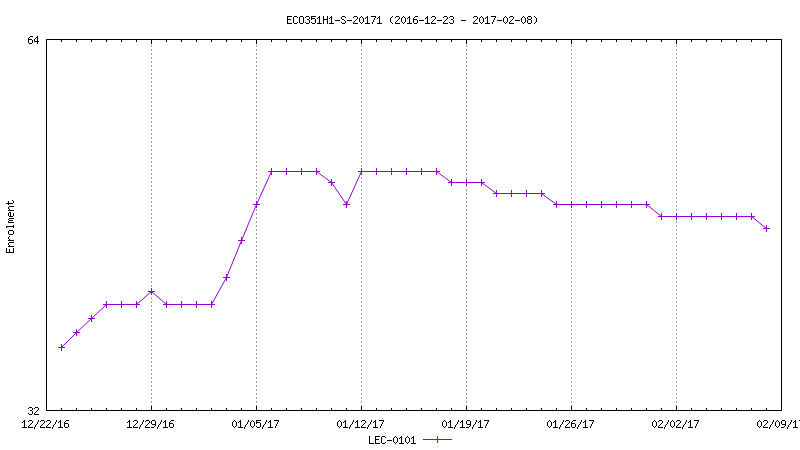 ECO351H1-S-20171 (2016-12-23 - 2017-02-08)
64
Enrolment
32
12/22/16 12/29/16 01/05/17 01/12/17 01/19/17 01/26/17 02/02/17 02/09/1
LEC-0101